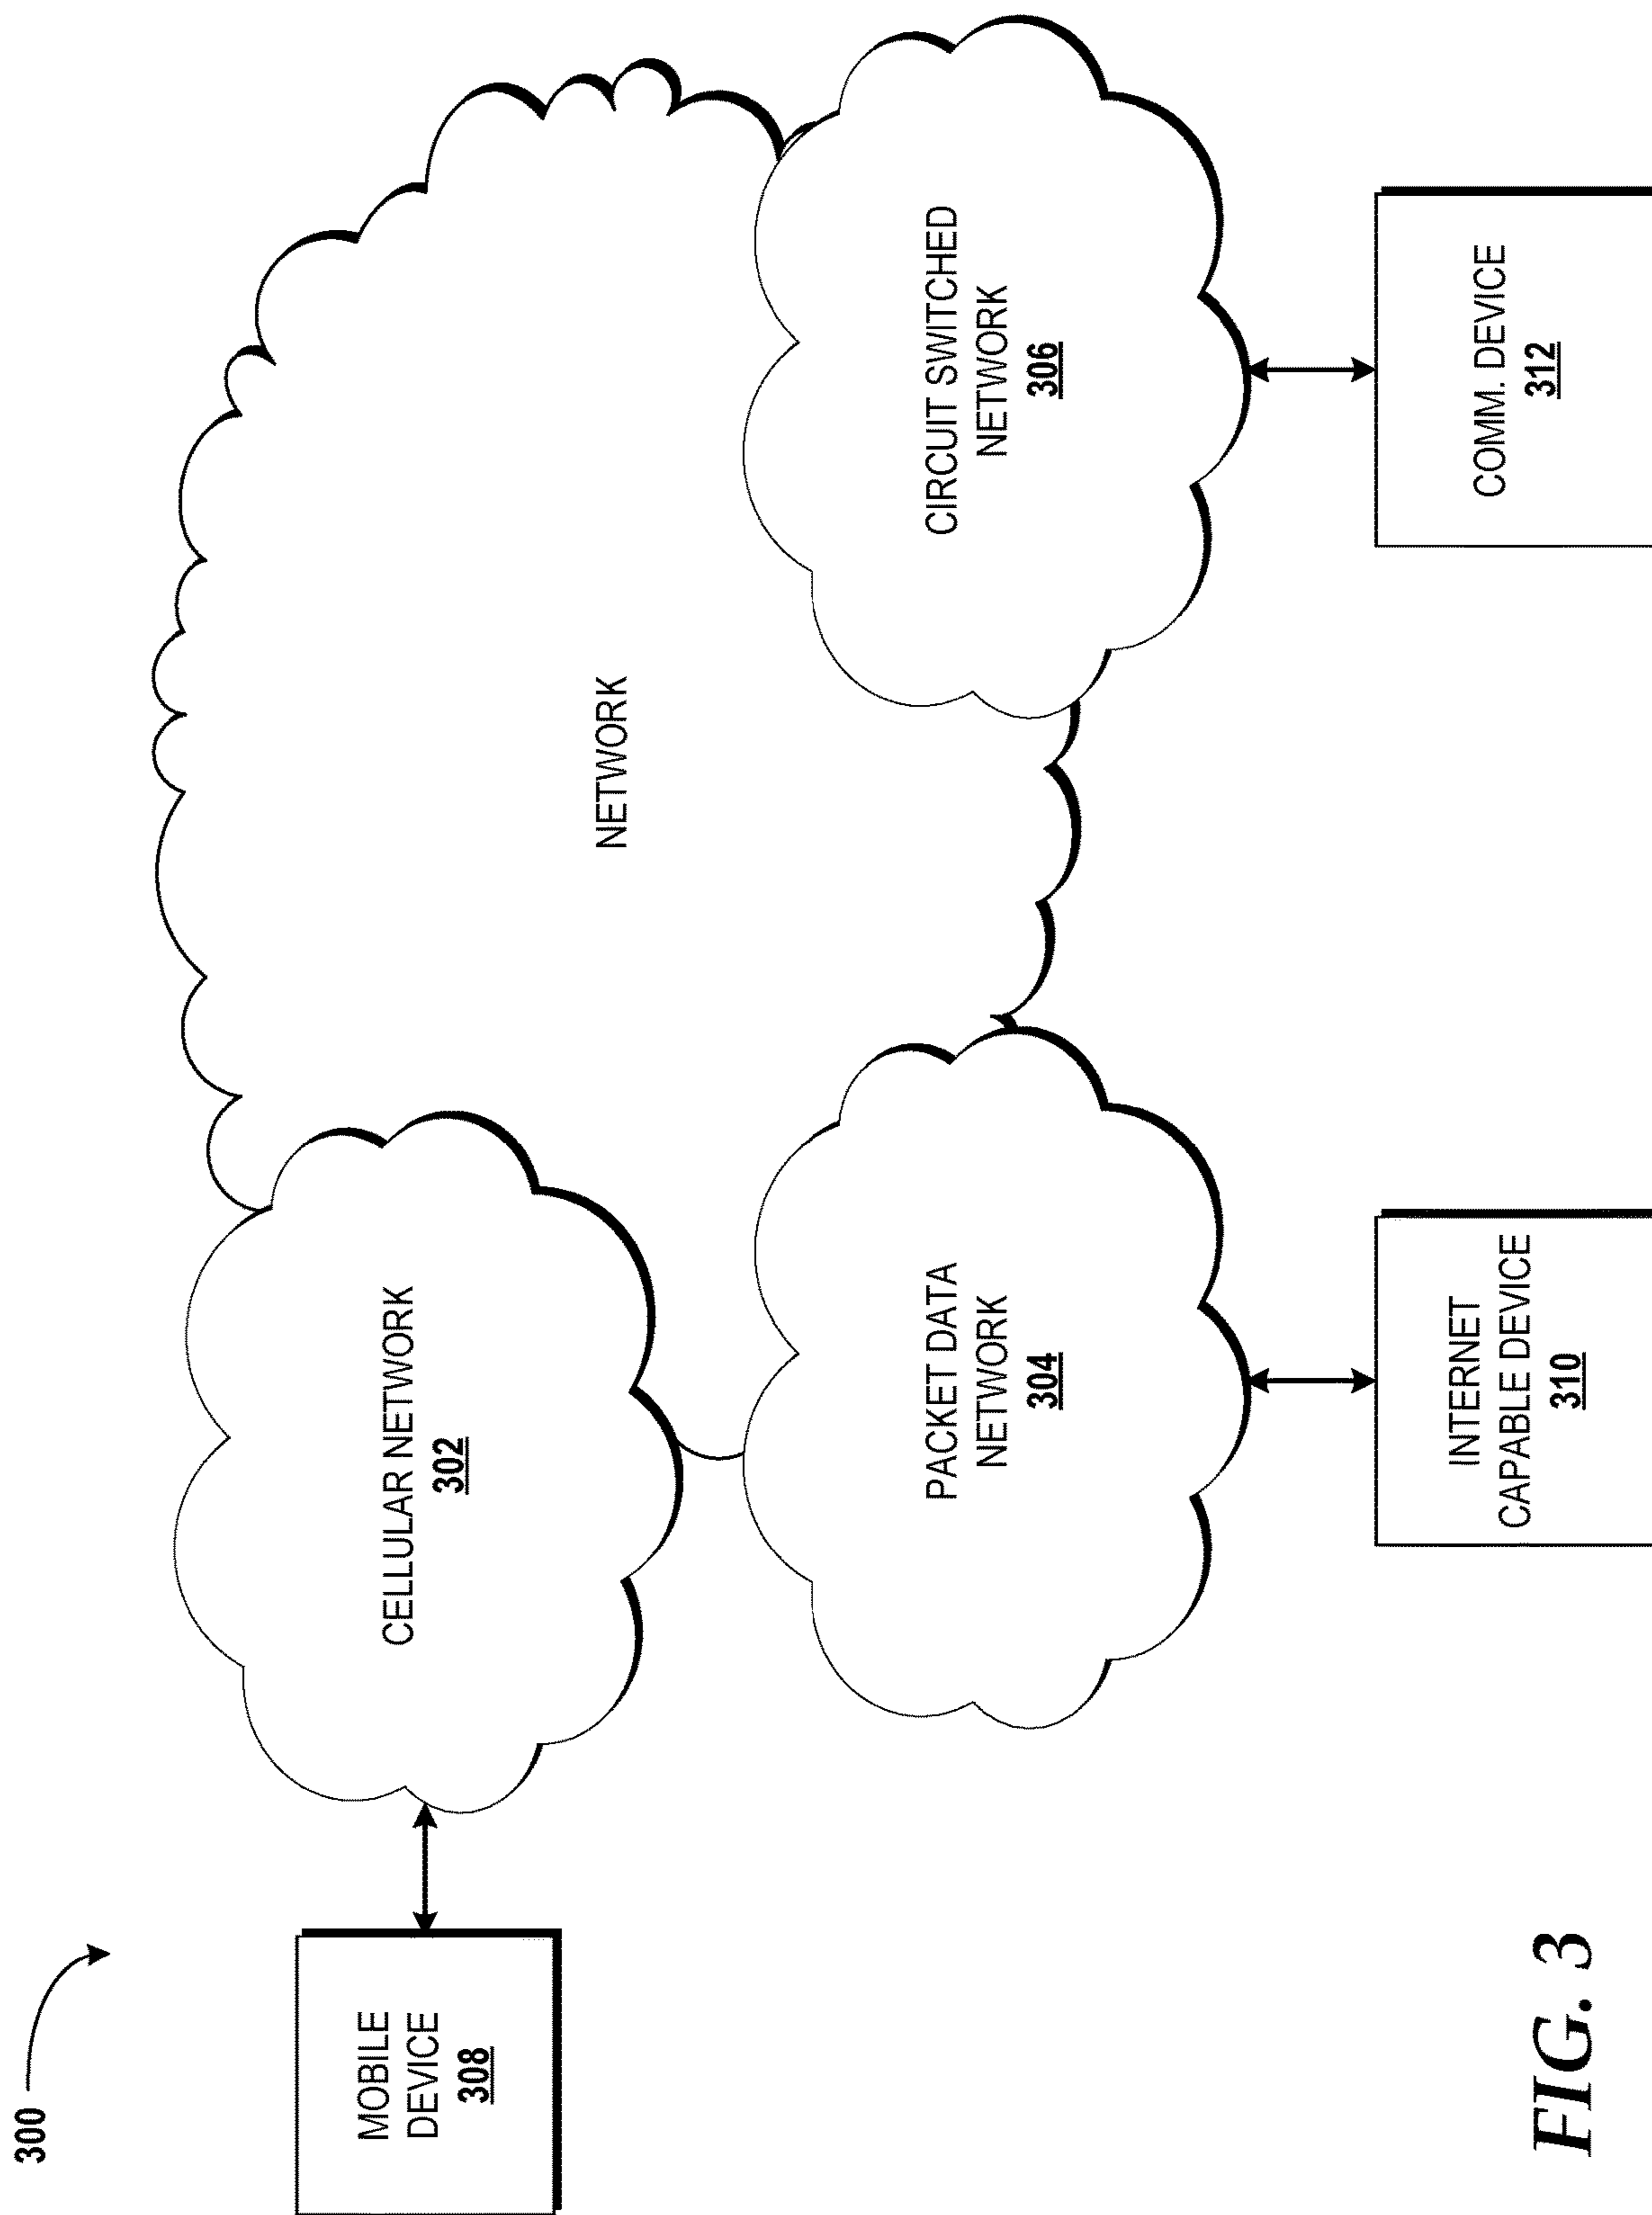 300
MOBILE
DEVICE
308
CELLULAR NETWORK
302
NETWORK
PACKET DATA
NETWORK
304
CIRCUIT SWITCHED
NETWORK
306
INTERNET
CAPABLE DEVICE
310
COMM. DEVICE
312
FIG. 3